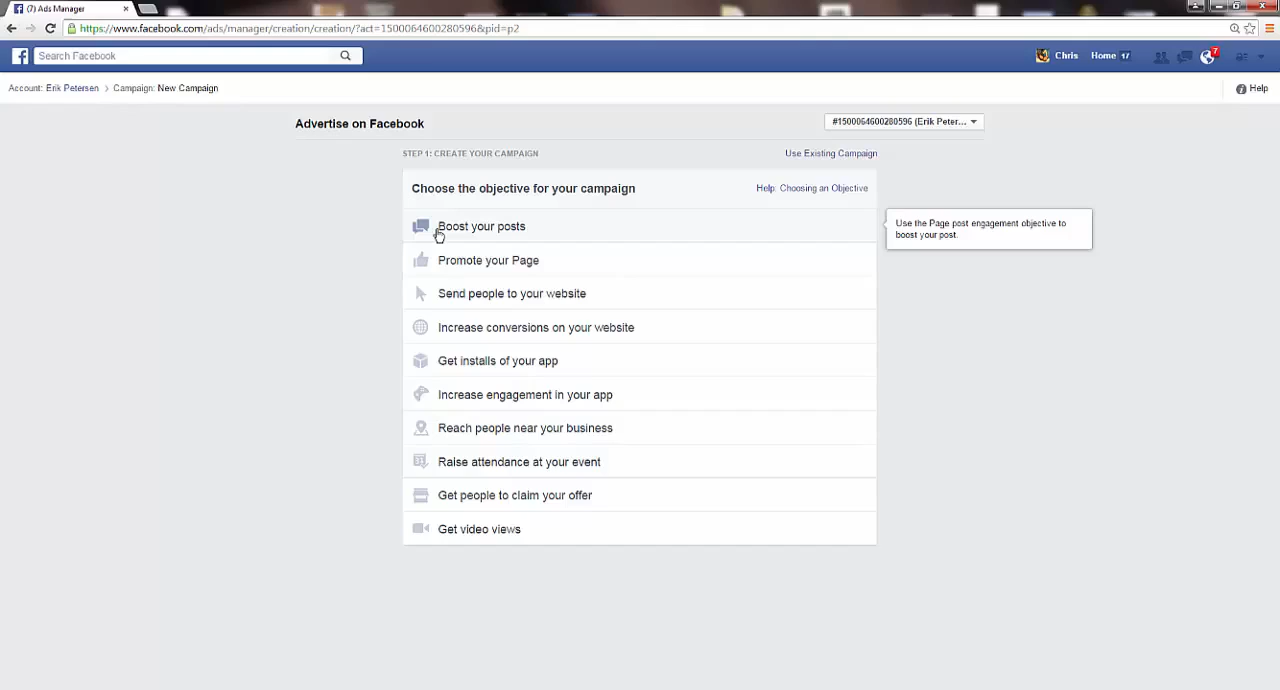 (7) Ads Manager
https://www.facebook.com/ads/manager/creation/creation/?act=1500064600280596&pid=p2
Search Facebook
Chris
Home 17
7
Account: Erik Petersen > Campaign: New Campaign
Help
Advertise on Facebook
#1500064600280596 (Erik Peter...
STEP 1: CREATE YOUR CAMPAIGN
Use Existing Campaign
Choose the objective for your campaign
Help: Choosing an Objective
Boost your posts
Use the Page post engagement objective to
boost your post.
Promote your Page
Send people to your website
Increase conversions on your website
Get installs of your app
Increase engagement in your app
Reach people near your business
31
Raise attendance at your event
Get people to claim your offer
Get video views